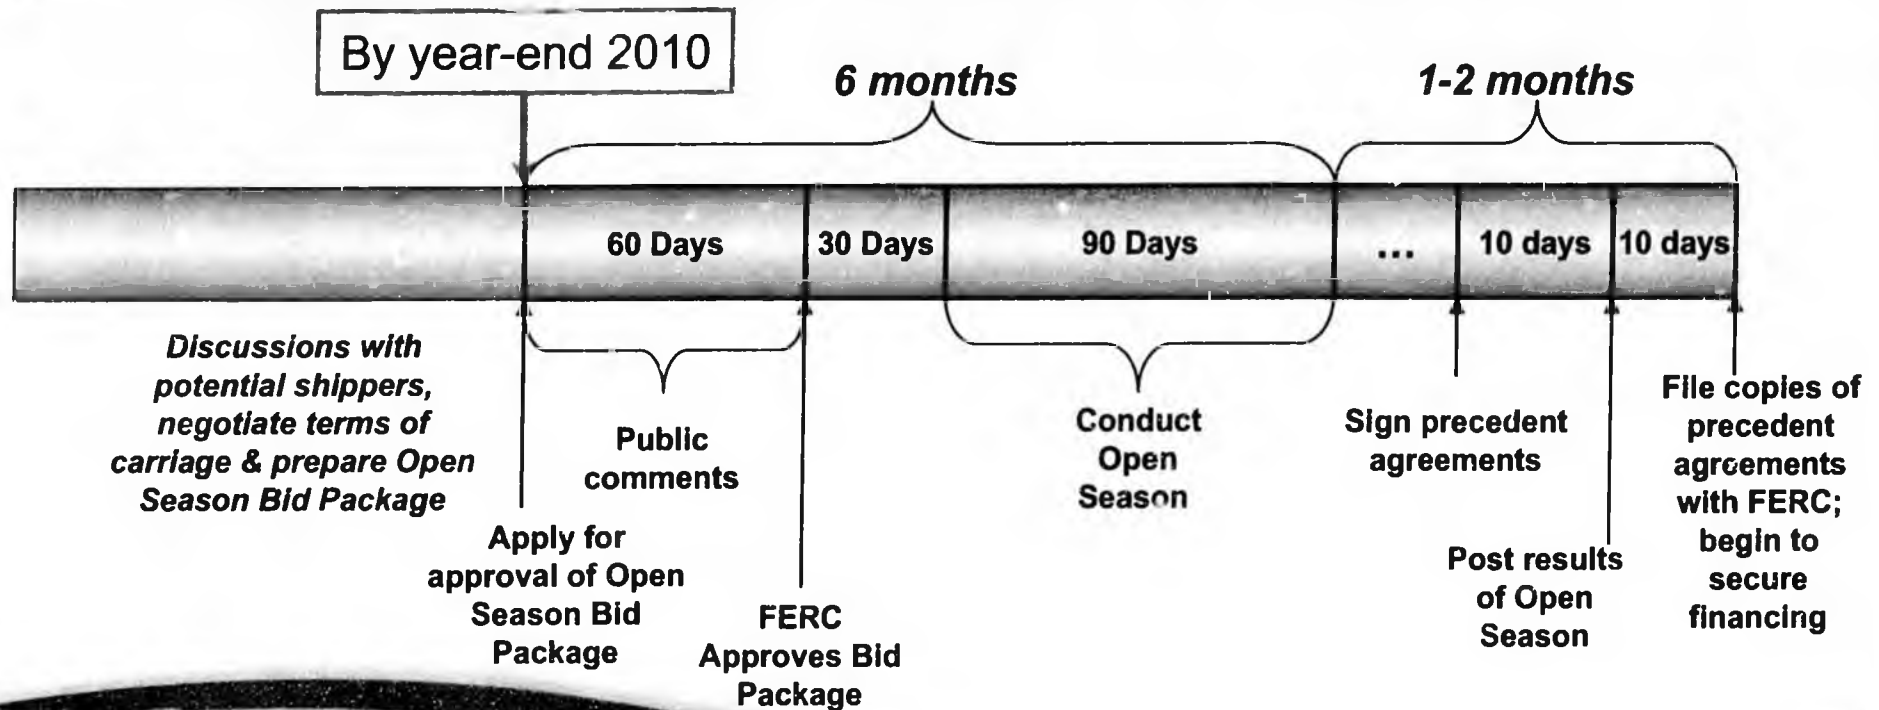 By year-end 2010
6 months
1-2 months
60 Days
30 Days
90 Days
...
10 days
10 days
Discussions with
potential shippers,
negotiate terms of
carriage & prepare Open
Season Bid Package
Public
comments
Conduct
Open
Season
Sign precedent
agreements
File copies of
precedent
agreements
with FERC;
begin to
secure
financing
Apply for
approval of Open
Season Bid
Package
FERC
Approves Bid
Package
Post results
of Open
Season